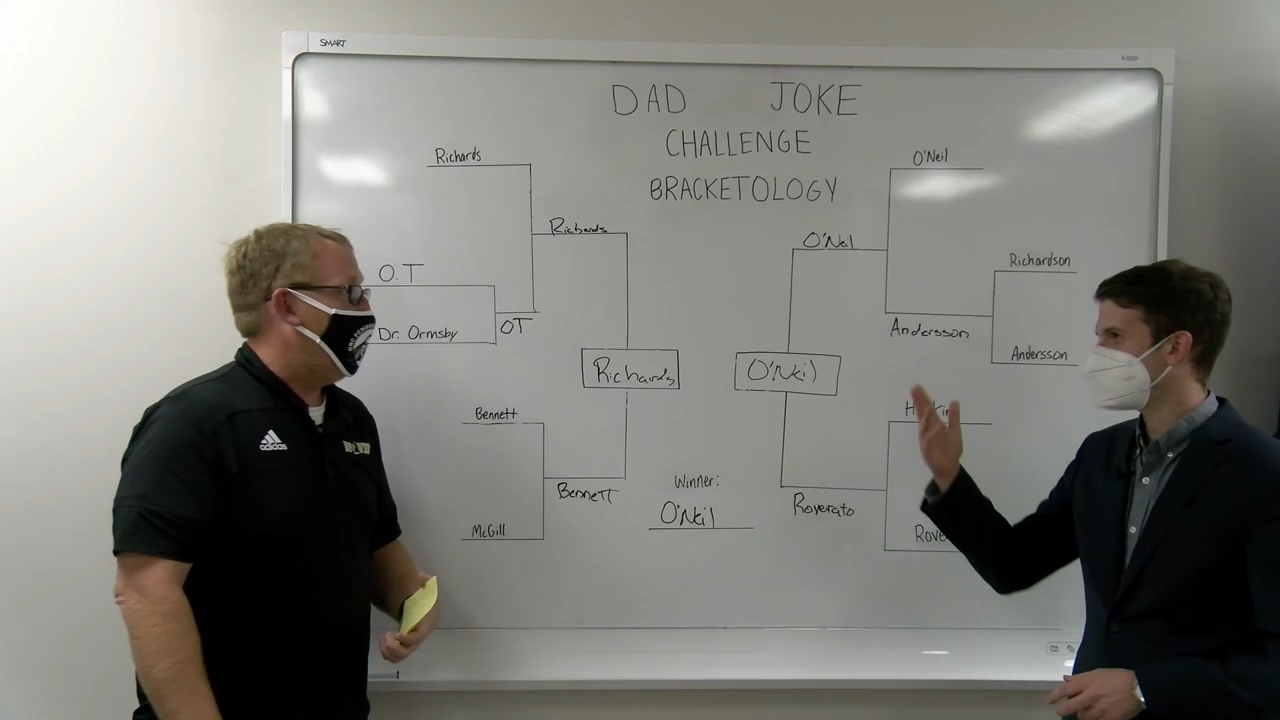 SMART
kapp
DAD JOKE
CHALLENGE
BRACKETOLOGY
Richards
O'Neil
Richards
O'Neil
O.T
Richardson
Dr. Ormsby
OT
Andersson
Andersson
Richards
O'Neil
Bennett
Bennett
Winner:
Roverato
McGill
O'Neil
adidas